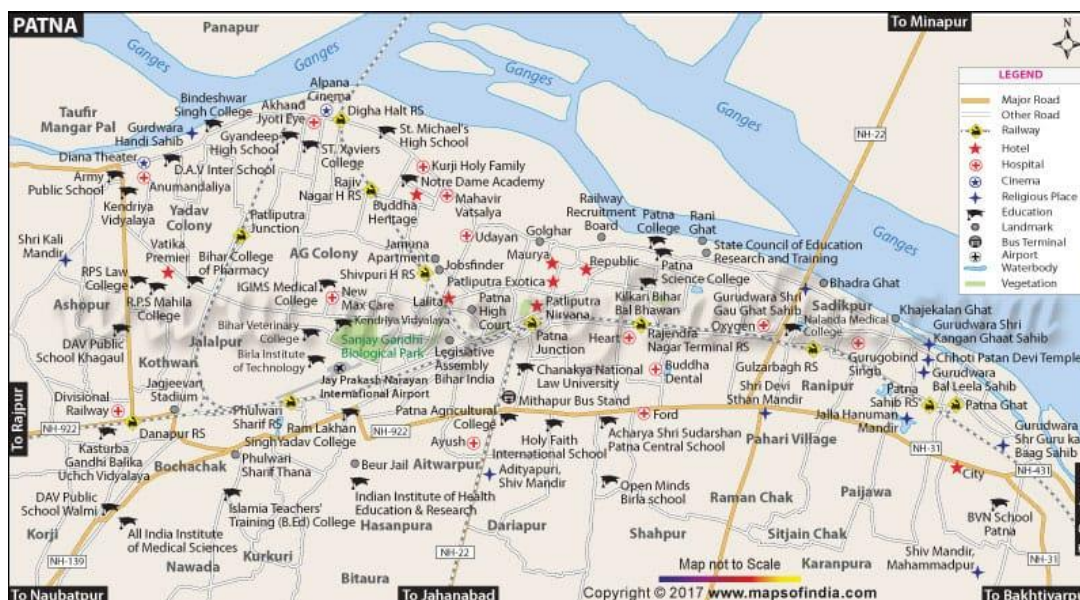 PATNA
Panapur
To Minapur
N
Ganges
Ganges
Ganges
Ganges
Ganges
Ganges
LEGEND
Major Road
Other Road
Railway
Hotel
Hospital
Cinema
Religious Place
Education
Landmark
Bus Terminal
Airport
Waterbody
Vegetation
Taufir
Mangar Pal
Bindeshwar
Singh College
Gurdwara
Handi Sahib
Akhand
Jyoti Eye
Alpana
Cinema
Digha Halt RS
Gyandeep
High School
St. Michael's
High School
ST. Xaviers
College
Diana Theater
D.A.V Inter School
Army
Public School
Anumandaliya
Kendriya
Vidyalaya
Yadav
Colony
Rajiv
Nagar H RS
Kurji Holy Family
Notre Dame Academy
Buddha
Heritage
Mahavir
Vatsalya
NH-22
Shri Kali
Mandir
Vatika
Premier
Patliputra
Junction
AG Colony
Jamuna
Apartment
Udayan
Golghar
Railway
Recruitment
Board
Patna
College
Rani
Ghat
State Council of Education
Research and Training
RPS Law
College
Bihar College
of Pharmacy
Shivpuri H RS
Jobsfinder
Maurya
Republic
Patna
Science College
Bhadra Ghat
Ashopur
R.P.S Mahila
College
IGIMS Medical
College
New
Max Care
Lalita
Patliputra Exotica
Patna
High
Court
Patliputra
Nirvana
Kilkari Bihar
Bal Bhawan
Gurudwara Shri
Gau Ghat Sahib
Sadikpur
Oxygen
Nalanda Medical
College
Khajekalan Ghat
Gurudwara Shri
Kangan Ghaat Sahib
Bihar Veterinary
College
Kendriya Vidyalaya
Sanjay Gandhi
Biological Park
DAV Public
School Khagaul
Jalalpur
Birla Institute
of Technology
Kothwan
Legislative
Assembly
Bihar India
Patna
Junction
Heart
Rajendra
Nagar Terminal RS
Gulzarbagh RS
Gurugobind
Singh
Chhoti Patan Devi Temple
Gurudwara
Bal Leela Sahib
Jagjeevan
Stadium
Jay Prakash Narayan
International Airport
Chanakya National
Law University
Buddha
Dental
Shri Devi
Sthan Mandir
Ranipur
Patna
Sahib RS
Patna Ghat
To Rajpur
Divisional
Railway
Phulwari
Sharif RS
Mithapur Bus Stand
Patna Agricultural
College
Ford
Jalla Hanuman
Mandir
NH-922
Danapur RS
Ram Lakhan
Singh Yadav College
NH-922
Ayush
Holy Faith
International School
Acharya Shri Sudarshan
Patna Central School
Pahari Village
NH-31
Gurudwara
Shr Guru ka
Baag Sahib
Kasturba
Gandhi Balika
Uchch Vidyalaya
Bochachak
Phulwari
Sharif Thana
Beur Jail
Aitwarpur
Adityapuri,
Shiv Mandir
City
NH-431
DAV Public
School Walmi
Islamia Teachers'
Training (B.Ed) College
Indian Institute of Health
Education & Research
Open Minds
Birla school
Raman Chak
Paijawa
BVN School
Patna
Korji
All India Institute
of Medical Sciences
Hasanpura
Dariapur
Shahpur
Sitjain Chak
NH-139
Nawada
Kurkuri
NH-22
Karanpura
Shiv Mandir,
Mahammadpur
NH-31
Bitaura
Map not to Scale
To Naubatpur
To Jahanabad
Copyright © 2017 www.mapsofindia.com
To Bakhtiyarpur